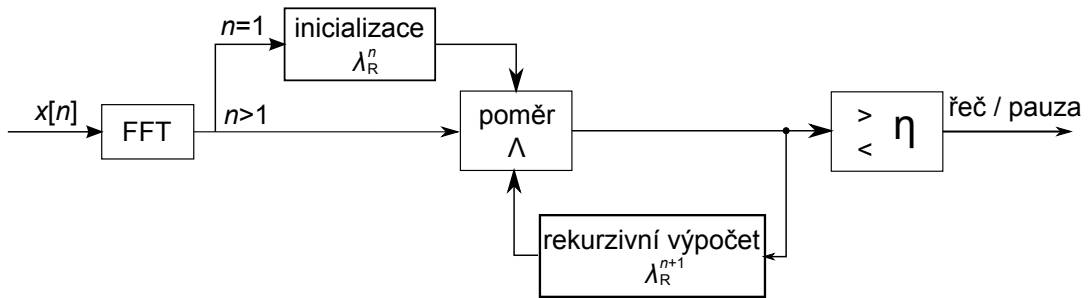 n=1
inicializace
λ_R^n
x[n]
FFT
n>1
poměr
Λ
>
<
η
řeč / pauza
rekurzivní výpočet
λ_R^{n+1}